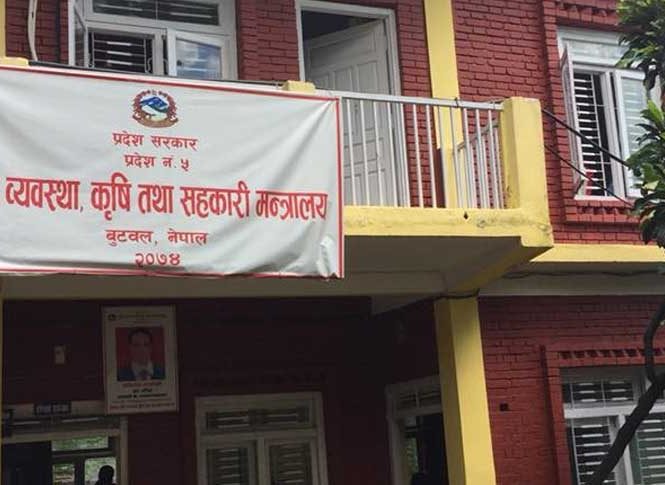 प्रदेश सरकार
प्रदेश नं. ५
व्यवस्था, कृषि तथा सहकारी मन्त्रालय
बुटवल, नेपाल
२०७४